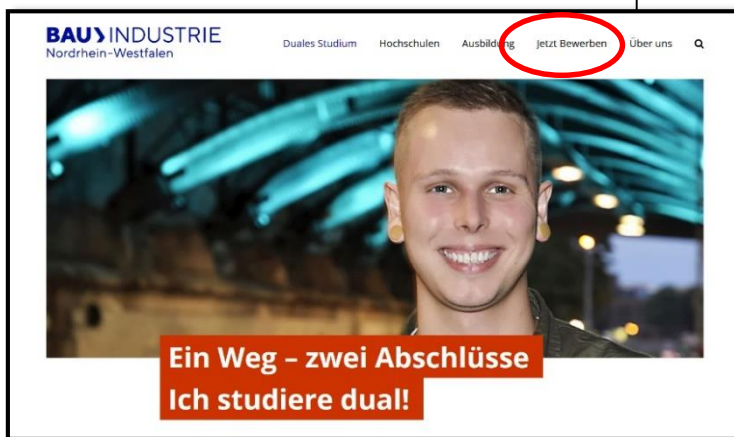 BAU INDUSTRIE
Nordrhein-Westfalen
Duales Studium Hochschulen Ausbildung Jetzt Bewerben Über uns
Ein Weg – zwei Abschlüsse
Ich studiere dual!